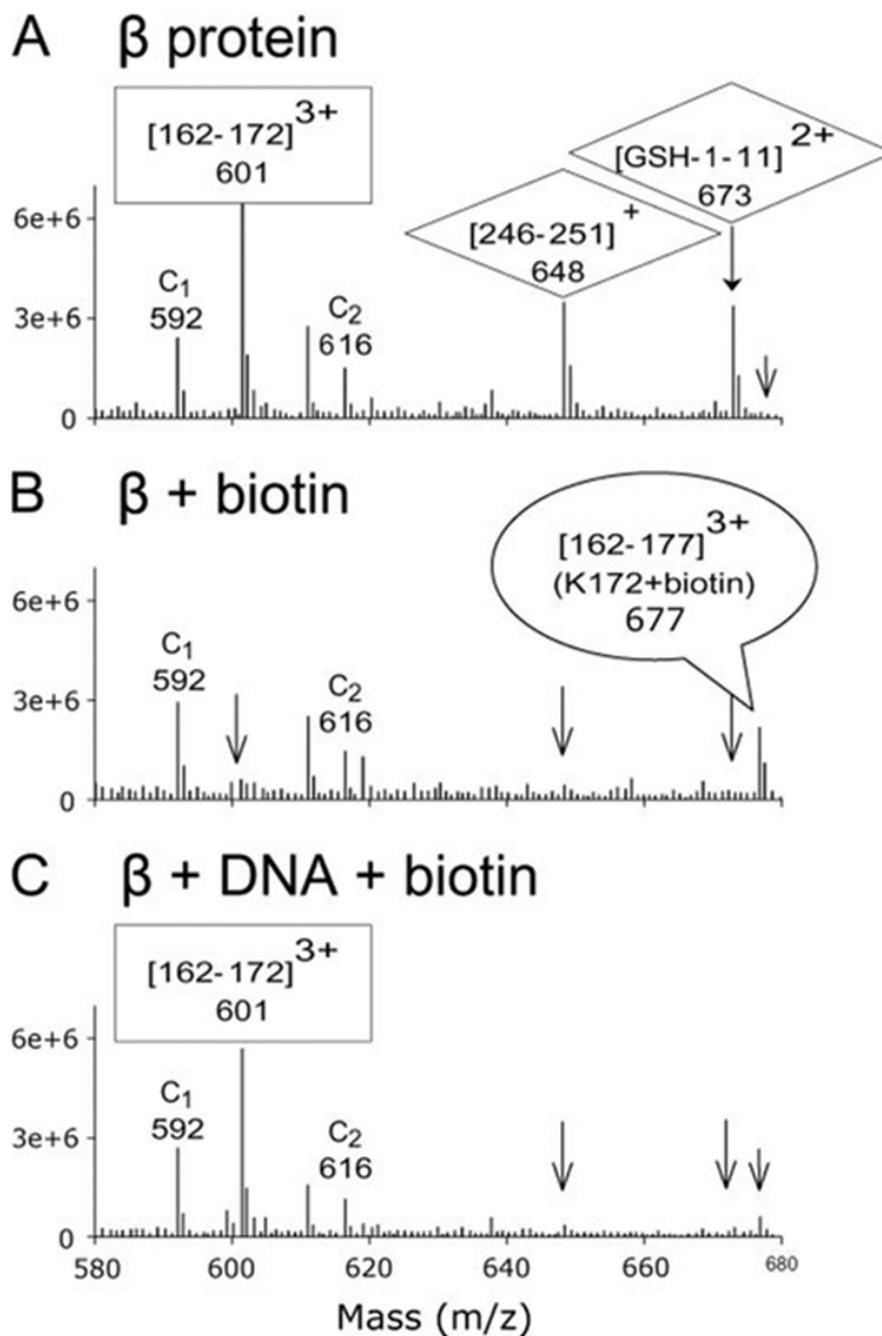 A β protein
[162-172]3+
601
[GSH-1-11]2+
673
[246-251]+
648
6e+6
C1
592
C2
616
3e+6
0
B β + biotin
[162-177]3+
(K172+biotin)
677
6e+6
C1
592
C2
616
3e+6
0
C β + DNA + biotin
[162-172]3+
601
6e+6
C1
592
C2
616
3e+6
0
580 600 620 640 660 680
Mass (m/z)